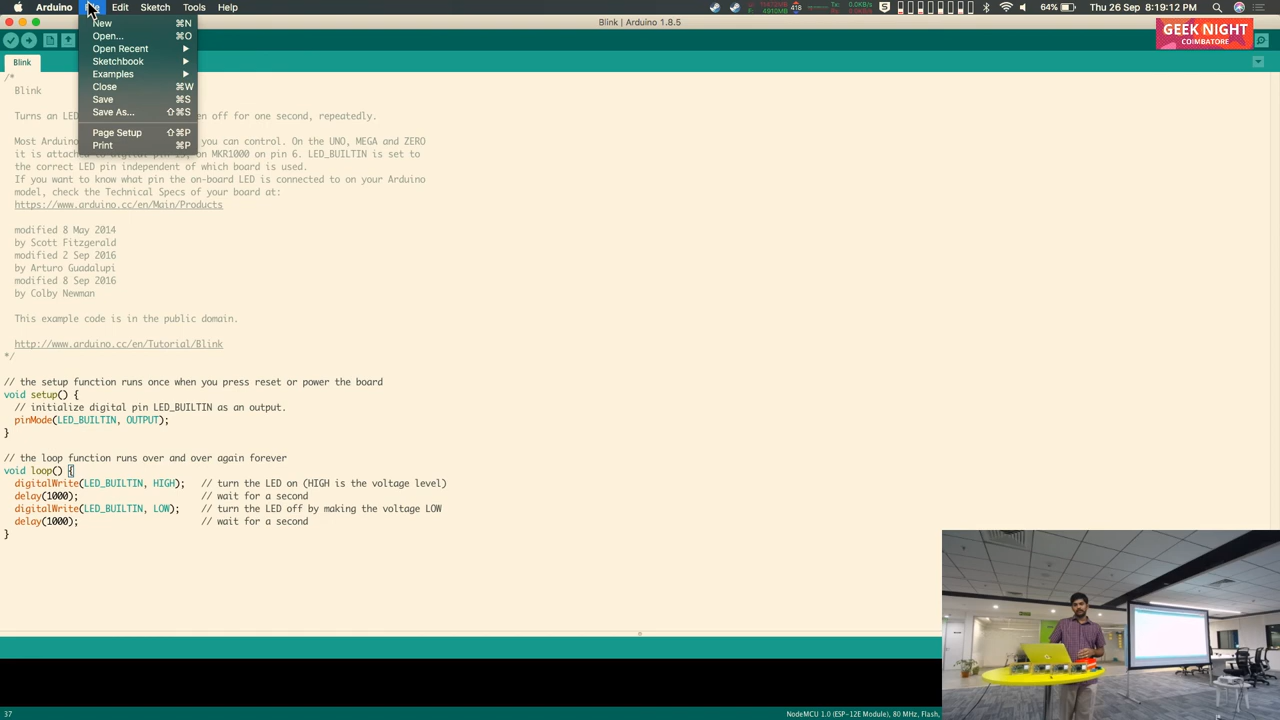 Arduino Edit Sketch Tools Help
64%
Thu 26 Sep 8:19:12 PM
Blink | Arduino 1.8.5
GEEK NIGHT
COIMBATORE
New ⌘N
Open... ⌘O
Open Recent
Sketchbook
Examples
Close ⌘W
Save ⌘S
Save As... ⇧⌘S
Page Setup ⇧⌘P
Print ⌘P
Blink
/*
Blink
Turns an LED en off for one second, repeatedly.
Most Arduino you can control. On the UNO, MEGA and ZERO
it is attached to digital pin 13, on MKR1000 on pin 6. LED_BUILTIN is set to
the correct LED pin independent of which board is used.
If you want to know what pin the on-board LED is connected to on your Arduino
model, check the Technical Specs of your board at:
https://www.arduino.cc/en/Main/Products
modified 8 May 2014
by Scott Fitzgerald
modified 2 Sep 2016
by Arturo Guadalupi
modified 8 Sep 2016
by Colby Newman
This example code is in the public domain.
http://www.arduino.cc/en/Tutorial/Blink
*/
// the setup function runs once when you press reset or power the board
void setup() {
// initialize digital pin LED_BUILTIN as an output.
pinMode(LED_BUILTIN, OUTPUT);
}
// the loop function runs over and over again forever
void loop() {
digitalWrite(LED_BUILTIN, HIGH); // turn the LED on (HIGH is the voltage level)
delay(1000); // wait for a second
digitalWrite(LED_BUILTIN, LOW); // turn the LED off by making the voltage LOW
delay(1000); // wait for a second
}
37
NodeMCU 1.0 (ESP-12E Module), 80 MHz, Flash,